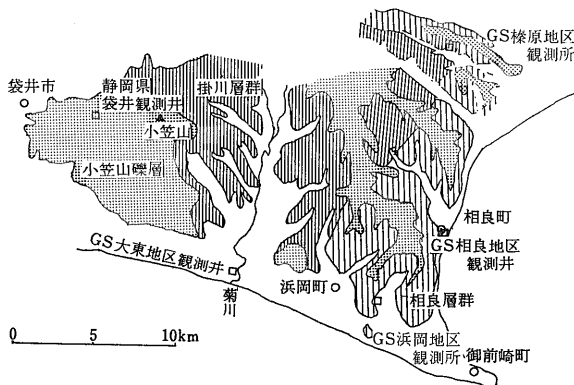 GS榛原地区
観測所
袋井市
静岡県
袋井観測井
掛川層群
小笠山
小笠山礫層
相良町
GS相良地区
観測井
GS大東地区観測井
浜岡町
相良層群
菊川
0 5 10km
GS浜岡地区
観測所
御前崎町